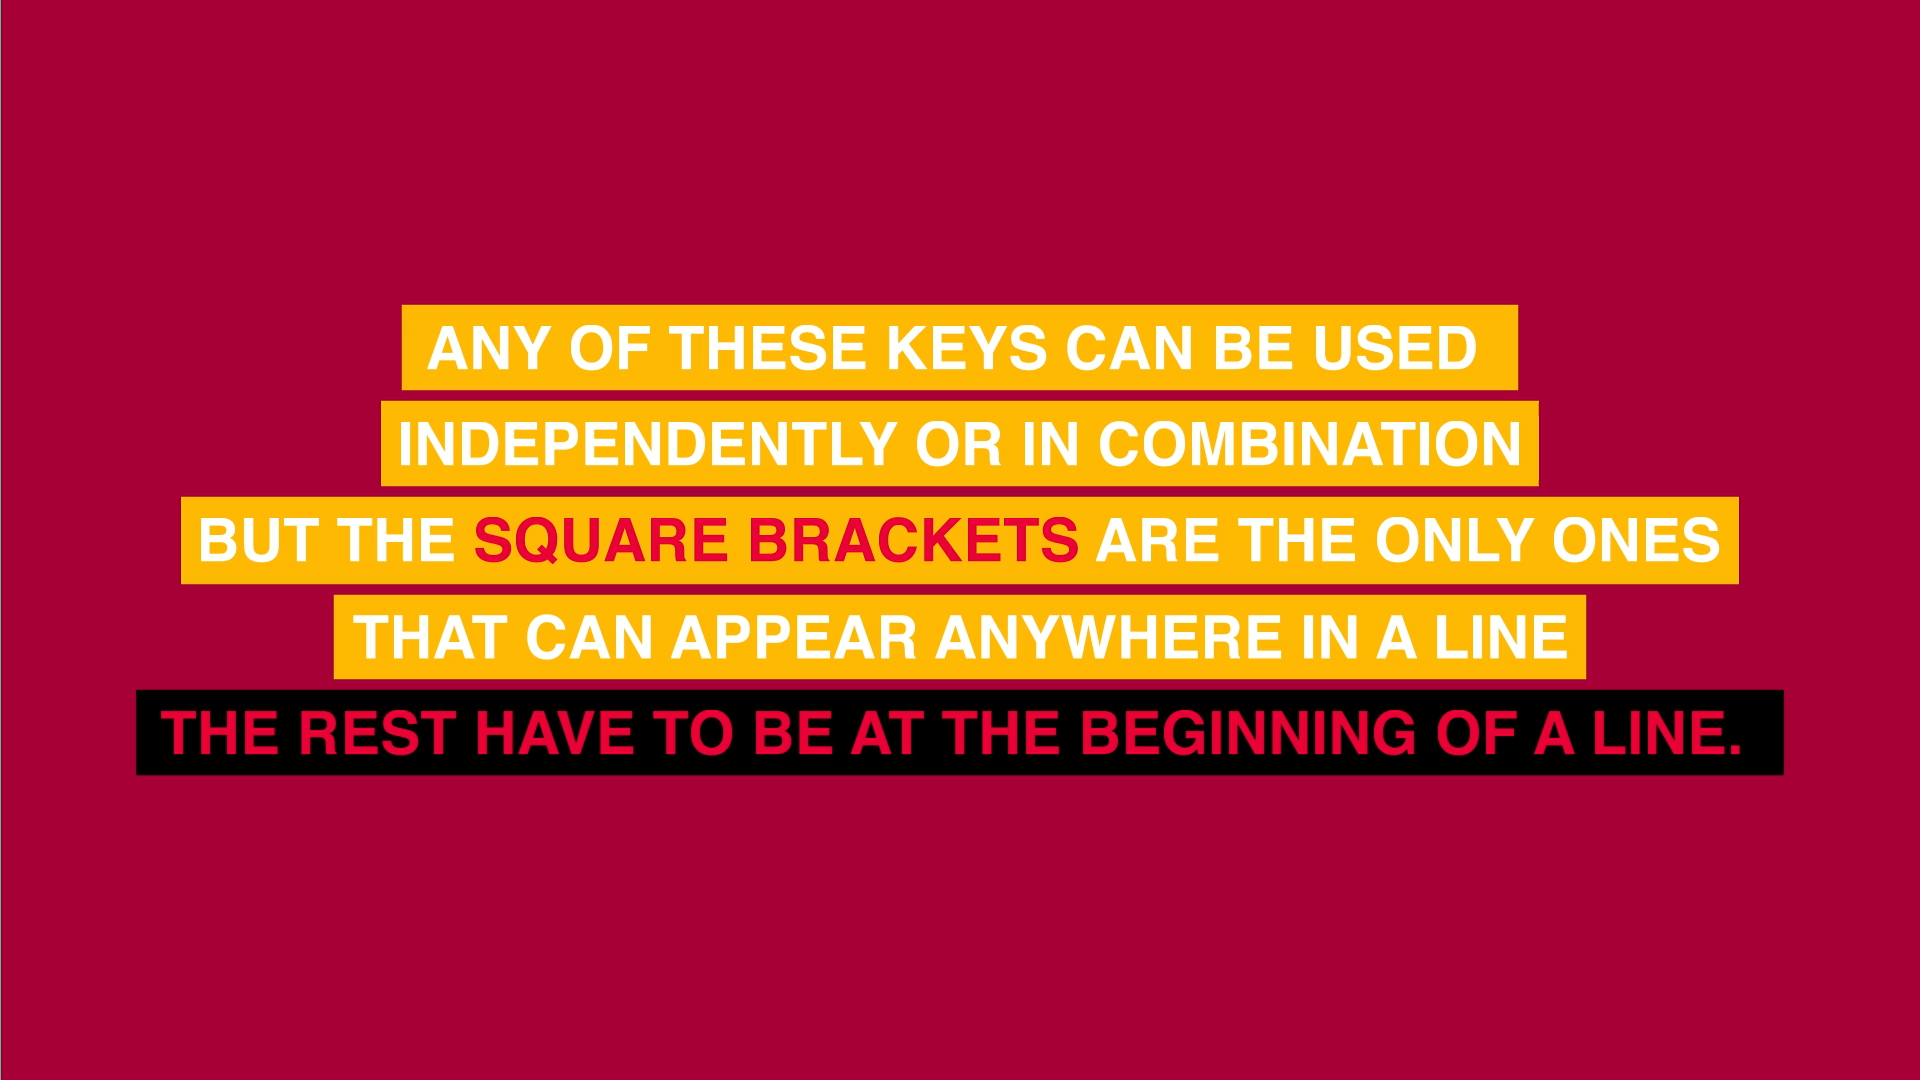 ANY OF THESE KEYS CAN BE USED
INDEPENDENTLY OR IN COMBINATION
BUT THE SQUARE BRACKETS ARE THE ONLY ONES
THAT CAN APPEAR ANYWHERE IN A LINE
THE REST HAVE TO BE AT THE BEGINNING OF A LINE.